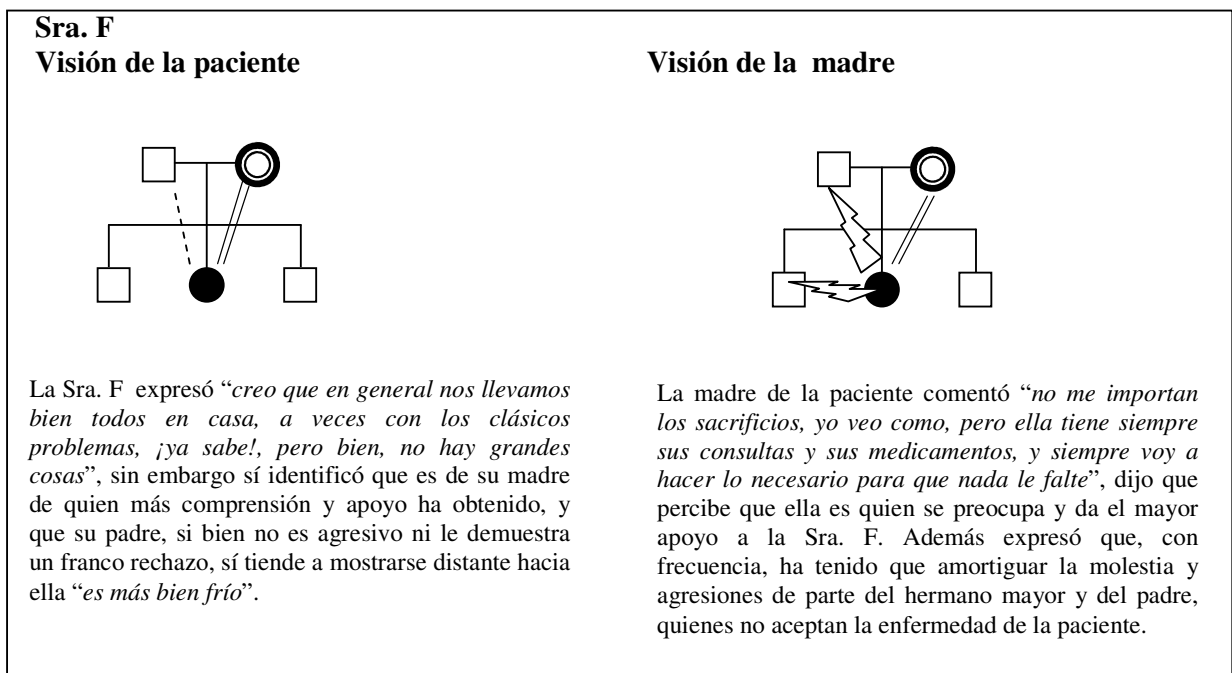 Sra. F
Visión de la paciente
La Sra. F expresó “creo que en general nos llevamos
bien todos en casa, a veces con los clásicos
problemas, ¡ya sabe!, pero bien, no hay grandes
cosas”, sin embargo sí identificó que es de su madre
de quien más comprensión y apoyo ha obtenido, y
que su padre, si bien no es agresivo ni le demuestra
un franco rechazo, sí tiende a mostrarse distante hacia
ella “es más bien frío”.
Visión de la madre
La madre de la paciente comentó “no me importan
los sacrificios, yo veo como, pero ella tiene siempre
sus consultas y sus medicamentos, y siempre voy a
hacer lo necesario para que nada le falte”, dijo que
percibe que ella es quien se preocupa y da el mayor
apoyo a la Sra. F. Además expresó que, con
frecuencia, ha tenido que amortiguar la molestia y
agresiones de parte del hermano mayor y del padre,
quienes no aceptan la enfermedad de la paciente.